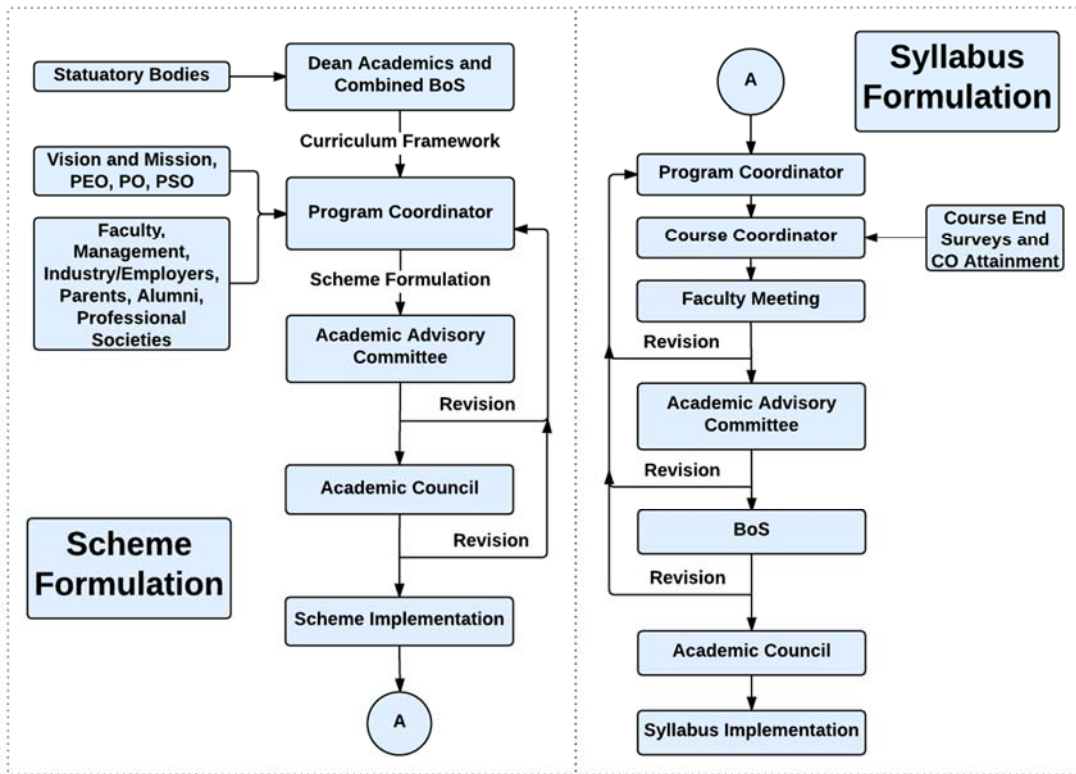 Statuatory Bodies
Dean Academics and
Combined BoS
Curriculum Framework
Vision and Mission,
PEO, PO, PSO
Program Coordinator
Faculty,
Management,
Industry/Employers,
Parents, Alumni,
Professional
Societies
Scheme Formulation
Academic Advisory
Committee
Revision
Academic Council
Revision
Scheme
Formulation
Scheme Implementation
A
Syllabus
Formulation
A
Program Coordinator
Course Coordinator
Course End
Surveys and
CO Attainment
Faculty Meeting
Revision
Academic Advisory
Committee
Revision
BoS
Revision
Academic Council
Syllabus Implementation